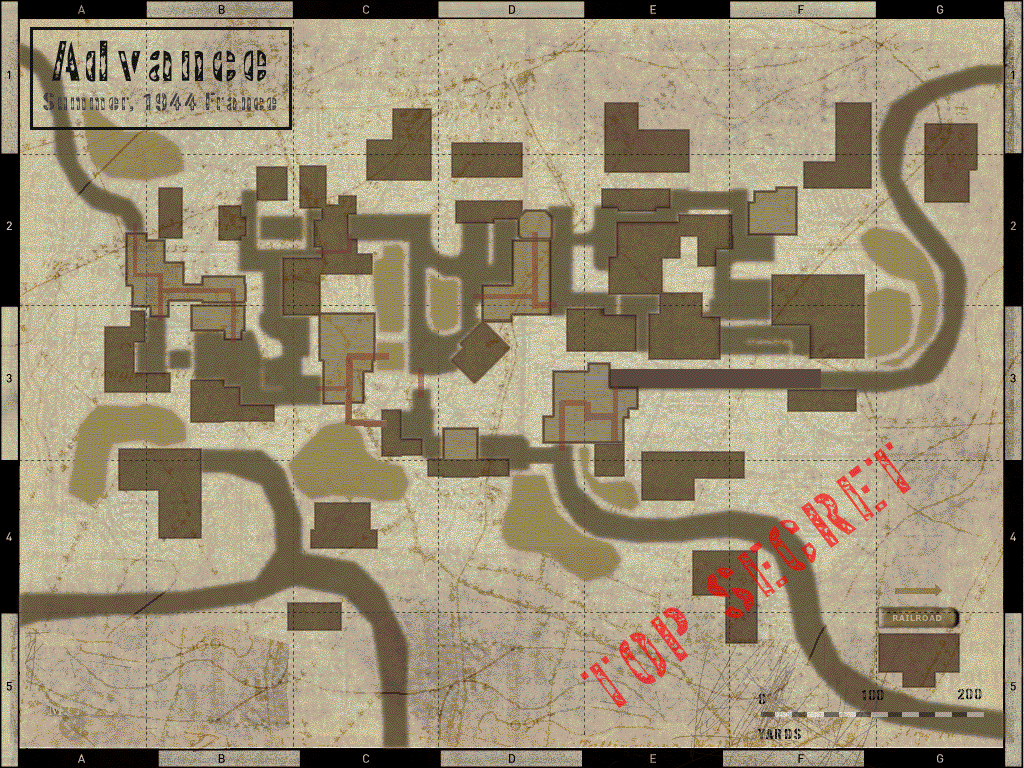 A B C D E F G
Advance
Summer, 1944 France
1 1
2 2
3 3
4 4
TOP SECRET
RAILROAD
5 5
0 100 200
YARDS
A B C D E F G